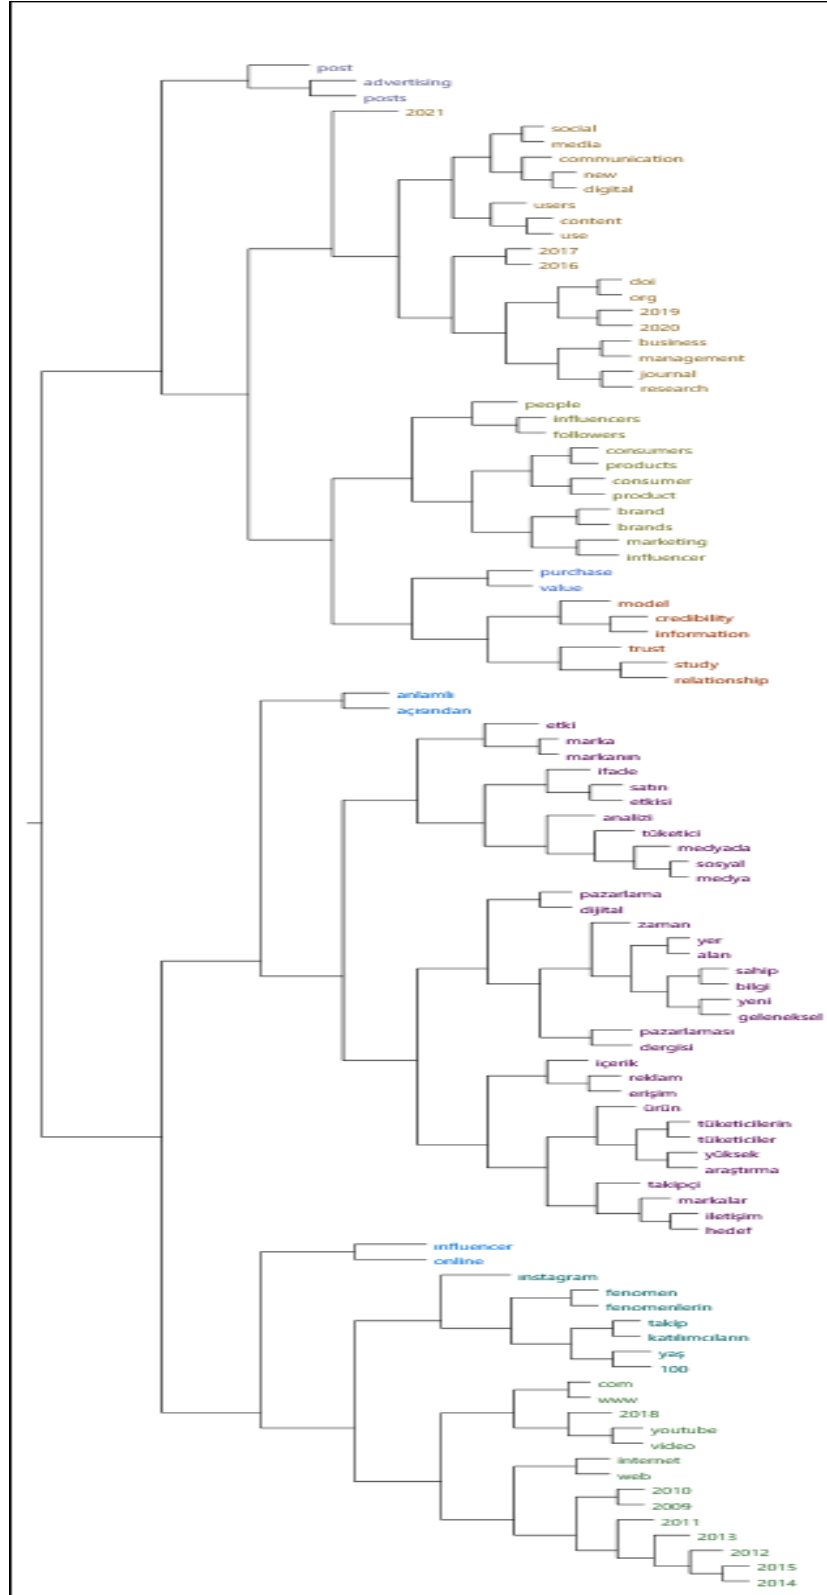 post
advertising
posts
2021
social
media
communication
new
digital
users
content
use
2017
2016
doi
org
2019
2020
business
management
journal
research
people
influencers
followers
consumers
products
consumer
product
brand
brands
marketing
influencer
purchase
value
model
credibility
information
trust
study
relationship
anlamlı
açısından
etki
marka
markanın
ifade
satın
etkisi
analizi
tüketici
medyada
sosyal
medya
pazarlama
dijital
zaman
yer
alan
sahip
bilgi
yeni
geleneksel
pazarlaması
dergisi
içerik
reklam
erişim
ürün
tüketicilerin
tüketiciler
yüksek
araştırma
takipçi
markalar
iletişim
hedef
ınfluencer
online
ınstagram
fenomen
fenomenlerin
takip
katılımcıların
yaş
100
com
www
2018
youtube
video
internet
web
2010
2009
2011
2013
2012
2015
2014